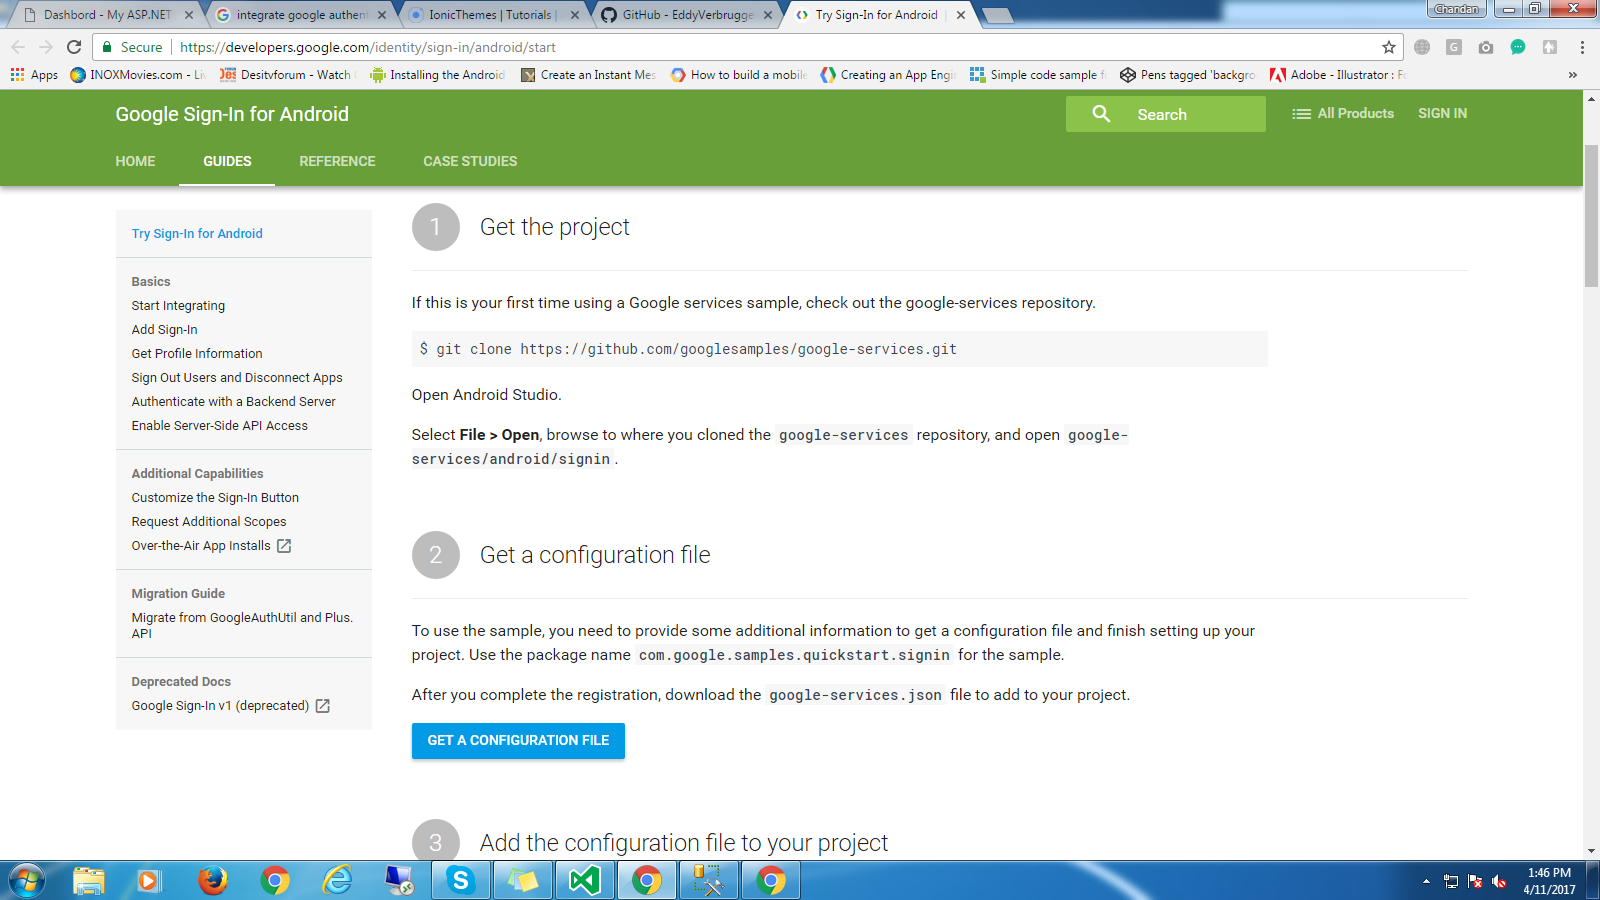 Dashbord - My ASP.NET
integrate google authen
IonicThemes | Tutorials |
GitHub - EddyVerbrugge
Try Sign-In for Android
Chandan
Secure
https://developers.google.com/identity/sign-in/android/start
Apps
INOXMovies.com - Liv
Desitvforum - Watch
Installing the Android
Create an Instant Mes
How to build a mobile
Creating an App Engi
Simple code sample f
Pens tagged 'backgro
Adobe - Illustrator : Fo
»
Google Sign-In for Android
Search
All Products
SIGN IN
HOME
GUIDES
REFERENCE
CASE STUDIES
Try Sign-In for Android
Basics
Start Integrating
Add Sign-In
Get Profile Information
Sign Out Users and Disconnect Apps
Authenticate with a Backend Server
Enable Server-Side API Access
Additional Capabilities
Customize the Sign-In Button
Request Additional Scopes
Over-the-Air App Installs
Migration Guide
Migrate from GoogleAuthUtil and Plus.
API
Deprecated Docs
Google Sign-In v1 (deprecated)
1 Get the project
If this is your first time using a Google services sample, check out the google-services repository.
$ git clone https://github.com/googlesamples/google-services.git
Open Android Studio.
Select File > Open, browse to where you cloned the google-services repository, and open google-
services/android/signin.
2 Get a configuration file
To use the sample, you need to provide some additional information to get a configuration file and finish setting up your
project. Use the package name com.google.samples.quickstart.signin for the sample.
After you complete the registration, download the google-services.json file to add to your project.
GET A CONFIGURATION FILE
3 Add the configuration file to your project
1:46 PM
4/11/2017